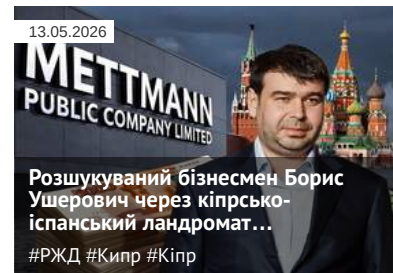 13.05.2026
METTMANN
PUBLIC COMPANY LIMITED
Розшукуваний бізнесмен Борис
Ушерович через кіпрсько-
іспанський ландромат…
#РЖД #Кипр #Кіпр